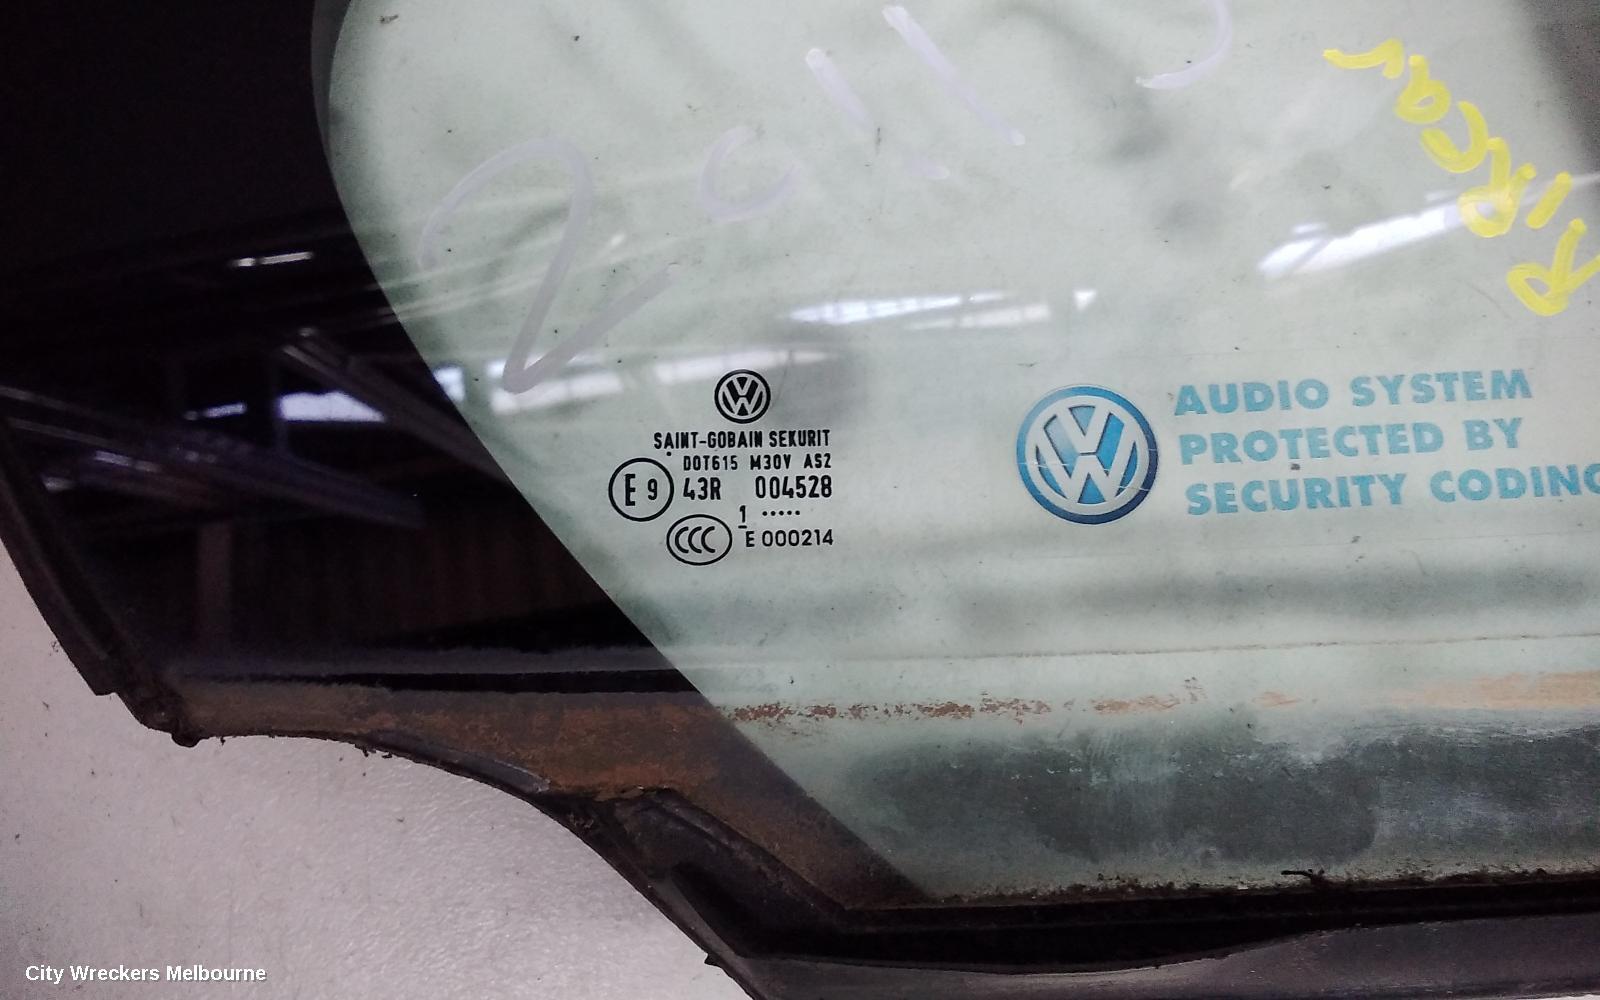 2011
SAINT-GOBAIN SEKURIT
DOT615 M30V AS2
E 9 43R 004528
1 .....
CCC E 000214
AUDIO SYSTEM
PROTECTED BY
SECURITY CODING
City Wreckers Melbourne